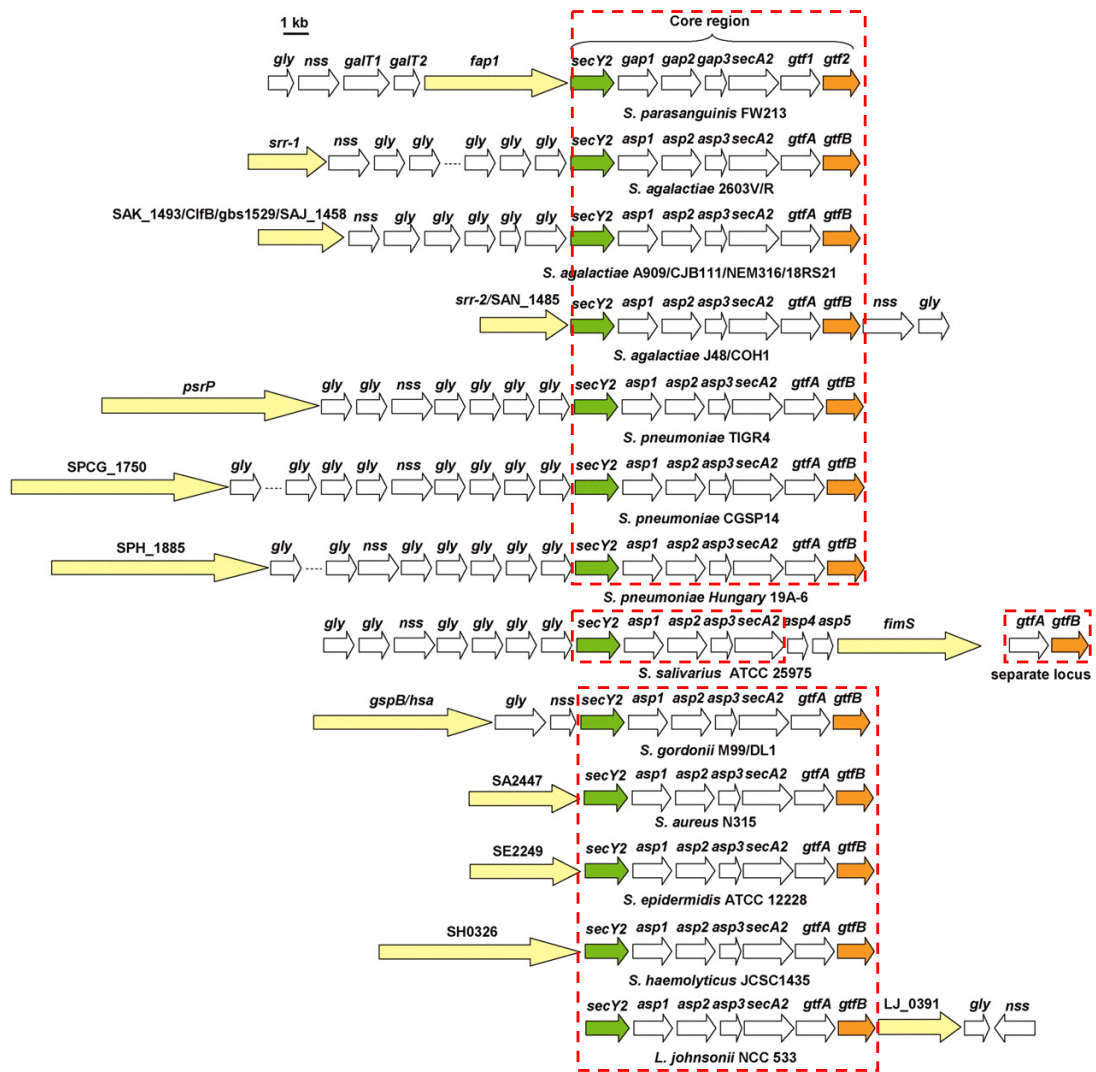 Core region
1 kb
gly nss galT1 galT2 fap1 secY2 gap1 gap2 gap3 secA2 gtf1 gtf2
S. parasanguinis FW213
srr-1 nss gly gly gly gly gly secY2 asp1 asp2 asp3 secA2 gtfA gtfB
S. agalactiae 2603V/R
SAK_1493/ClfB/gbs1529/SAJ_1458 nss gly gly gly gly gly secY2 asp1 asp2 asp3 secA2 gtfA gtfB
S. agalactiae A909/CJB111/NEM316/18RS21
srr-2/SAN_1485 secY2 asp1 asp2 asp3 secA2 gtfA gtfB nss gly
S. agalactiae J48/COH1
psrP gly gly nss gly gly gly gly secY2 asp1 asp2 asp3 secA2 gtfA gtfB
S. pneumoniae TIGR4
SPCG_1750 gly gly gly gly nss gly gly gly gly secY2 asp1 asp2 asp3 secA2 gtfA gtfB
S. pneumoniae CGSP14
SPH_1885 gly gly nss gly gly gly gly gly secY2 asp1 asp2 asp3 secA2 gtfA gtfB
S. pneumoniae Hungary 19A-6
gly gly nss gly gly gly gly secY2 asp1 asp2 asp3 secA2 asp4 asp5 fimS gtfA gtfB
S. salivarius ATCC 25975 separate locus
gspB/hsa gly nss secY2 asp1 asp2 asp3 secA2 gtfA gtfB
S. gordonii M99/DL1
SA2447 secY2 asp1 asp2 asp3 secA2 gtfA gtfB
S. aureus N315
SE2249 secY2 asp1 asp2 asp3 secA2 gtfA gtfB
S. epidermidis ATCC 12228
SH0326 secY2 asp1 asp2 asp3 secA2 gtfA gtfB
S. haemolyticus JCSC1435
secY2 asp1 asp2 asp3 secA2 gtfA gtfB LJ_0391 gly nss
L. johnsonii NCC 533